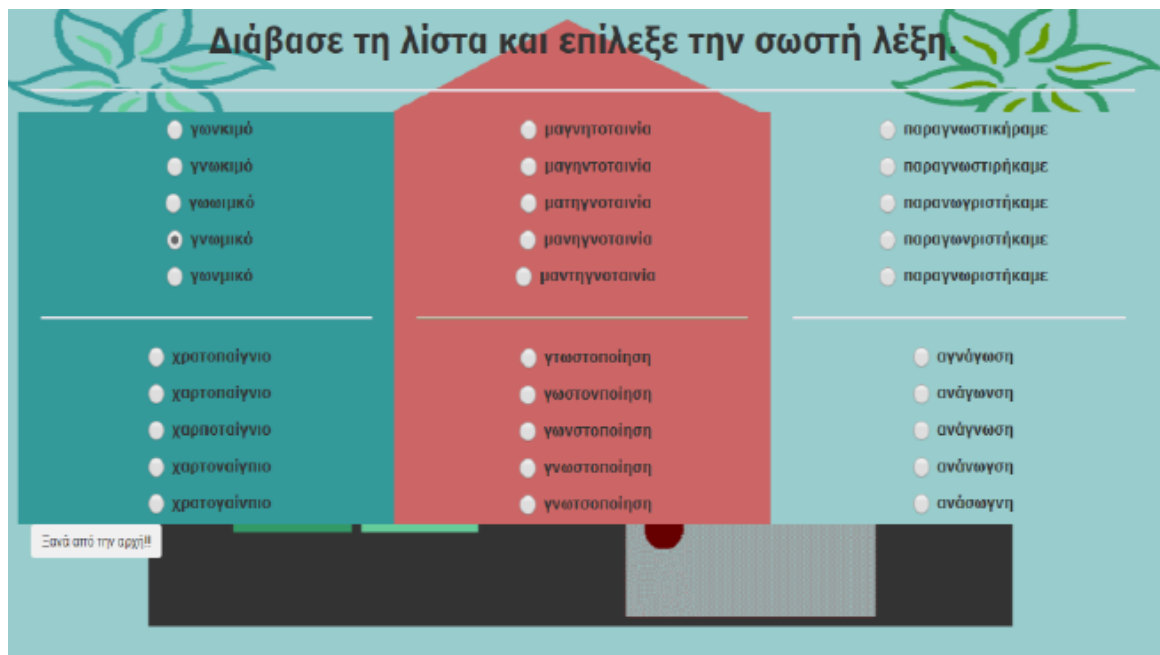 Διάβασε τη λίστα και επίλεξε την σωστή λέξη.
γωνκιμό
γνωκιμό
γωωιμκό
γνωμικό
γωνμικό
μαγνητοταινία
μαγηντοταινία
ματηγνοταινία
μανηγνοταινία
μαντηγνοταινία
παραγνωστικήραμε
παραγνωστιρήκαμε
παρανωγριστήκαμε
παραγωνριστήκαμε
παραγνωριστήκαμε
χρατοπαίγνιο
χαρτοπαίγνιο
χαρποταίγνιο
χαρτοναίγπιο
χρατογαίνπιο
γτωστοποίηση
γωστονποίηση
γωνστοποίηση
γνωστοποίηση
γνωτσοποίηση
αγνάγωση
ανάγωνση
ανάγνωση
ανάνωγση
ανάσωγνη
Ξανά από την αρχή!!!